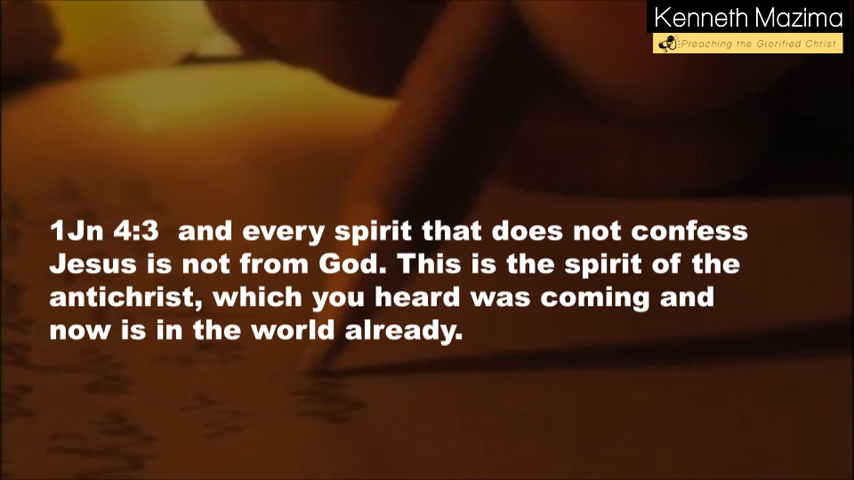 Kenneth Mazima
Preaching the Glorified Christ
1Jn 4:3  and every spirit that does not confess
Jesus is not from God. This is the spirit of the
antichrist, which you heard was coming and
now is in the world already.